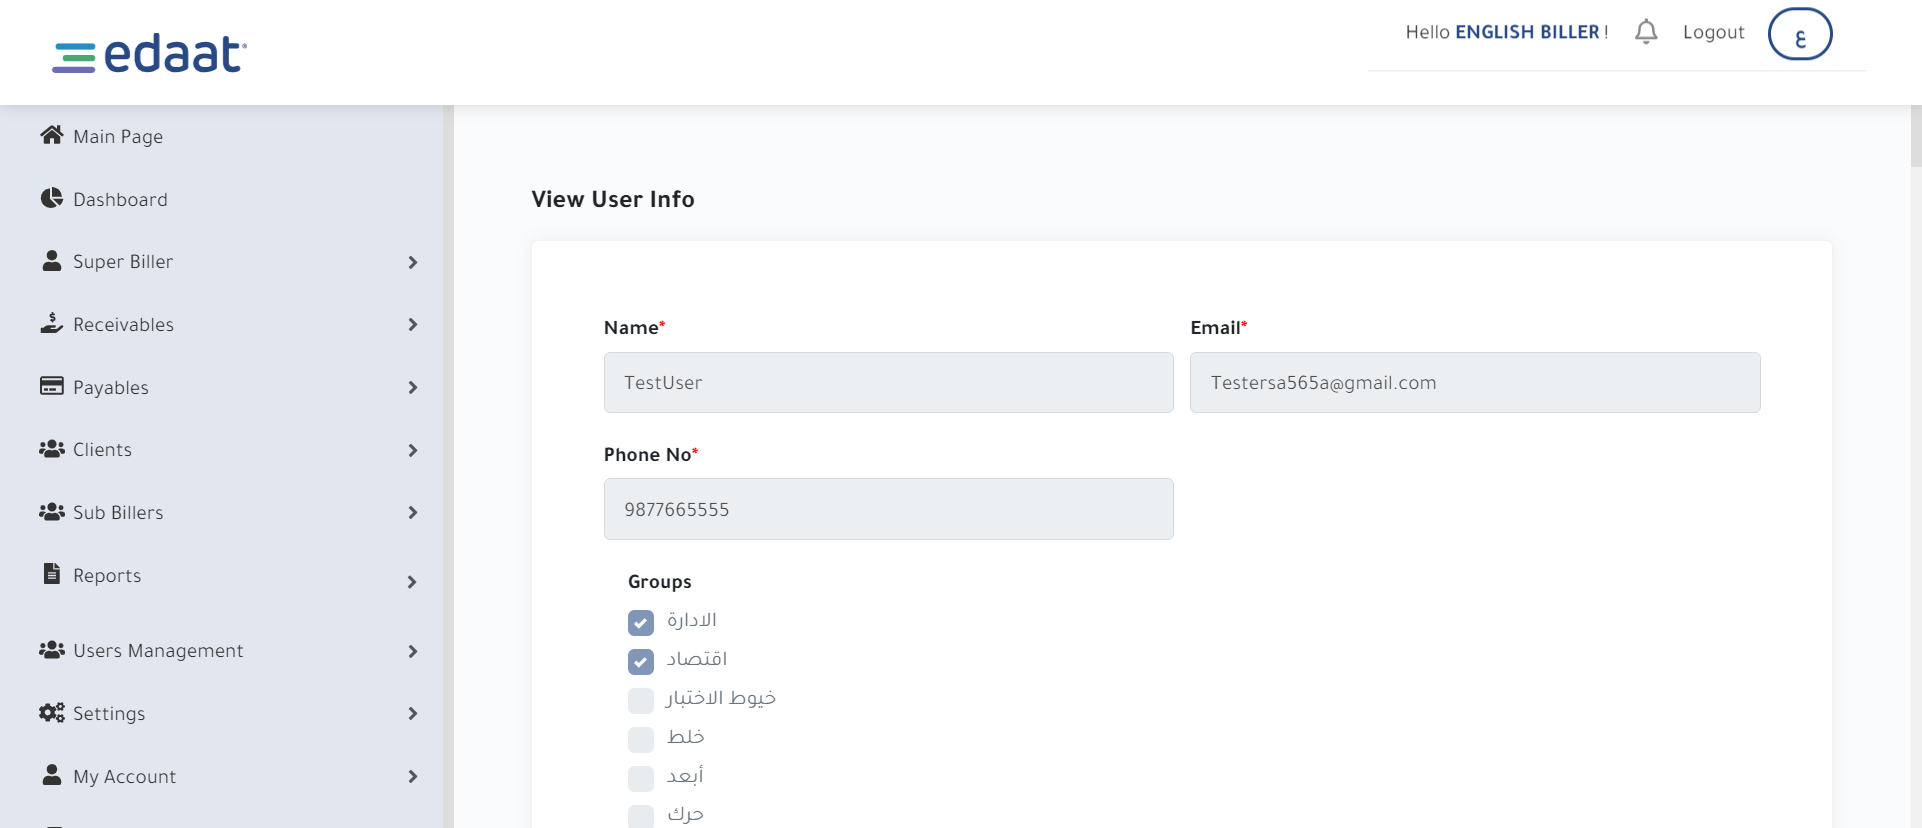 edaat
Hello ENGLISH BILLER !
Logout
ع
Main Page
Dashboard
Super Biller
Receivables
Payables
Clients
Sub Billers
Reports
Users Management
Settings
My Account
View User Info
Name*
Email*
TestUser
Testersa565a@gmail.com
Phone No*
9877665555
Groups
الادارة
اقتصاد
خيوط الاختبار
خلط
أبعد
حرك